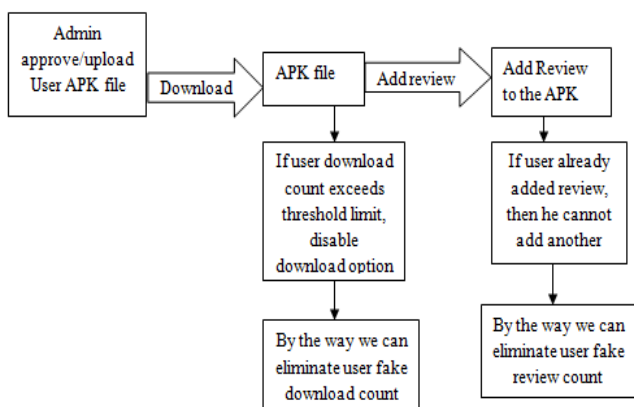 Admin
approve/upload
User APK file
Download
APK file
Add review
Add Review
to the APK
If user download
count exceeds
threshold limit,
disable
download option
If user already
added review,
then he cannot
add another
By the way we can
eliminate user fake
download count
By the way we can
eliminate user fake
review count